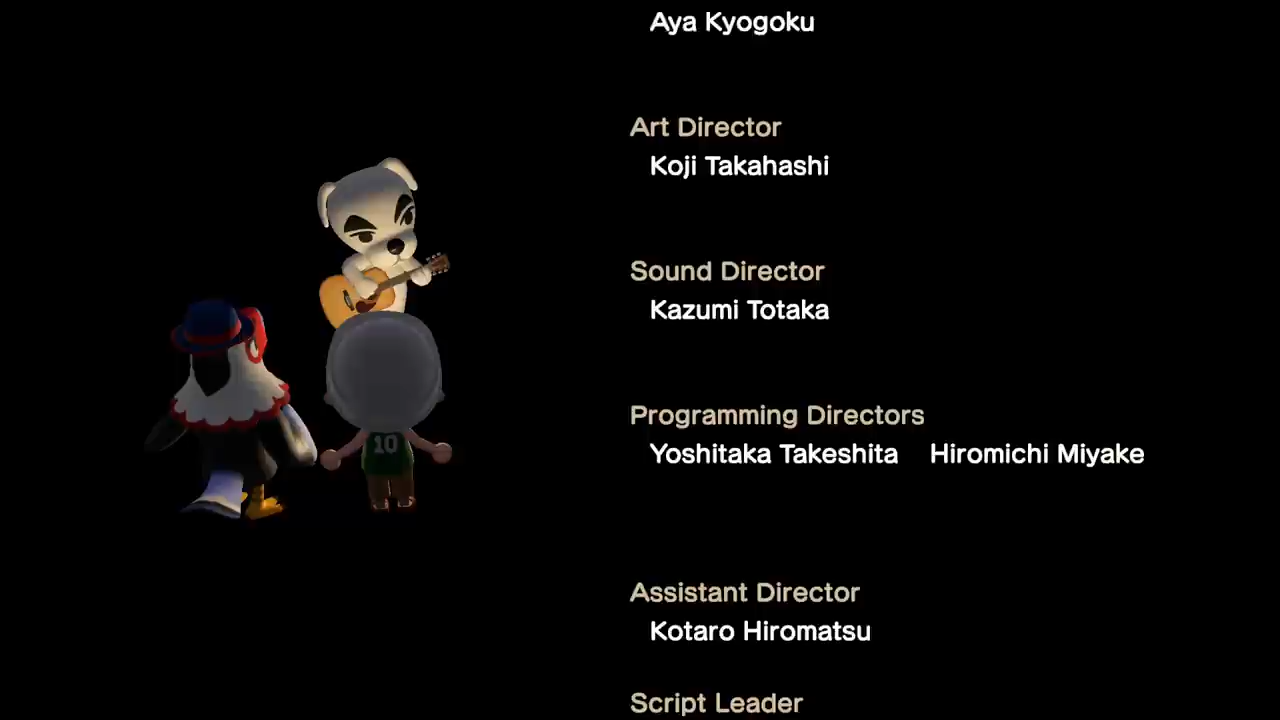 Aya Kyogoku
Art Director
Koji Takahashi
Sound Director
Kazumi Totaka
Programming Directors
Yoshitaka Takeshita Hiromichi Miyake
10
Assistant Director
Kotaro Hiromatsu
Script Leader